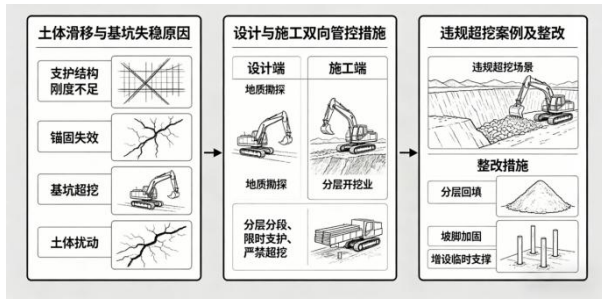 土体滑移与基坑失稳原因
支护结构
刚度不足
锚固失效
基坑超挖
土体扰动
设计与施工双向管控措施
设计端
施工端
地质勘探
地质勘探
分层开挖业
分层分段、
限时支护、
严禁超挖
违规超挖案例及整改
违规超挖场景
整改措施
分层回填
坡脚加固
增设临时支撑